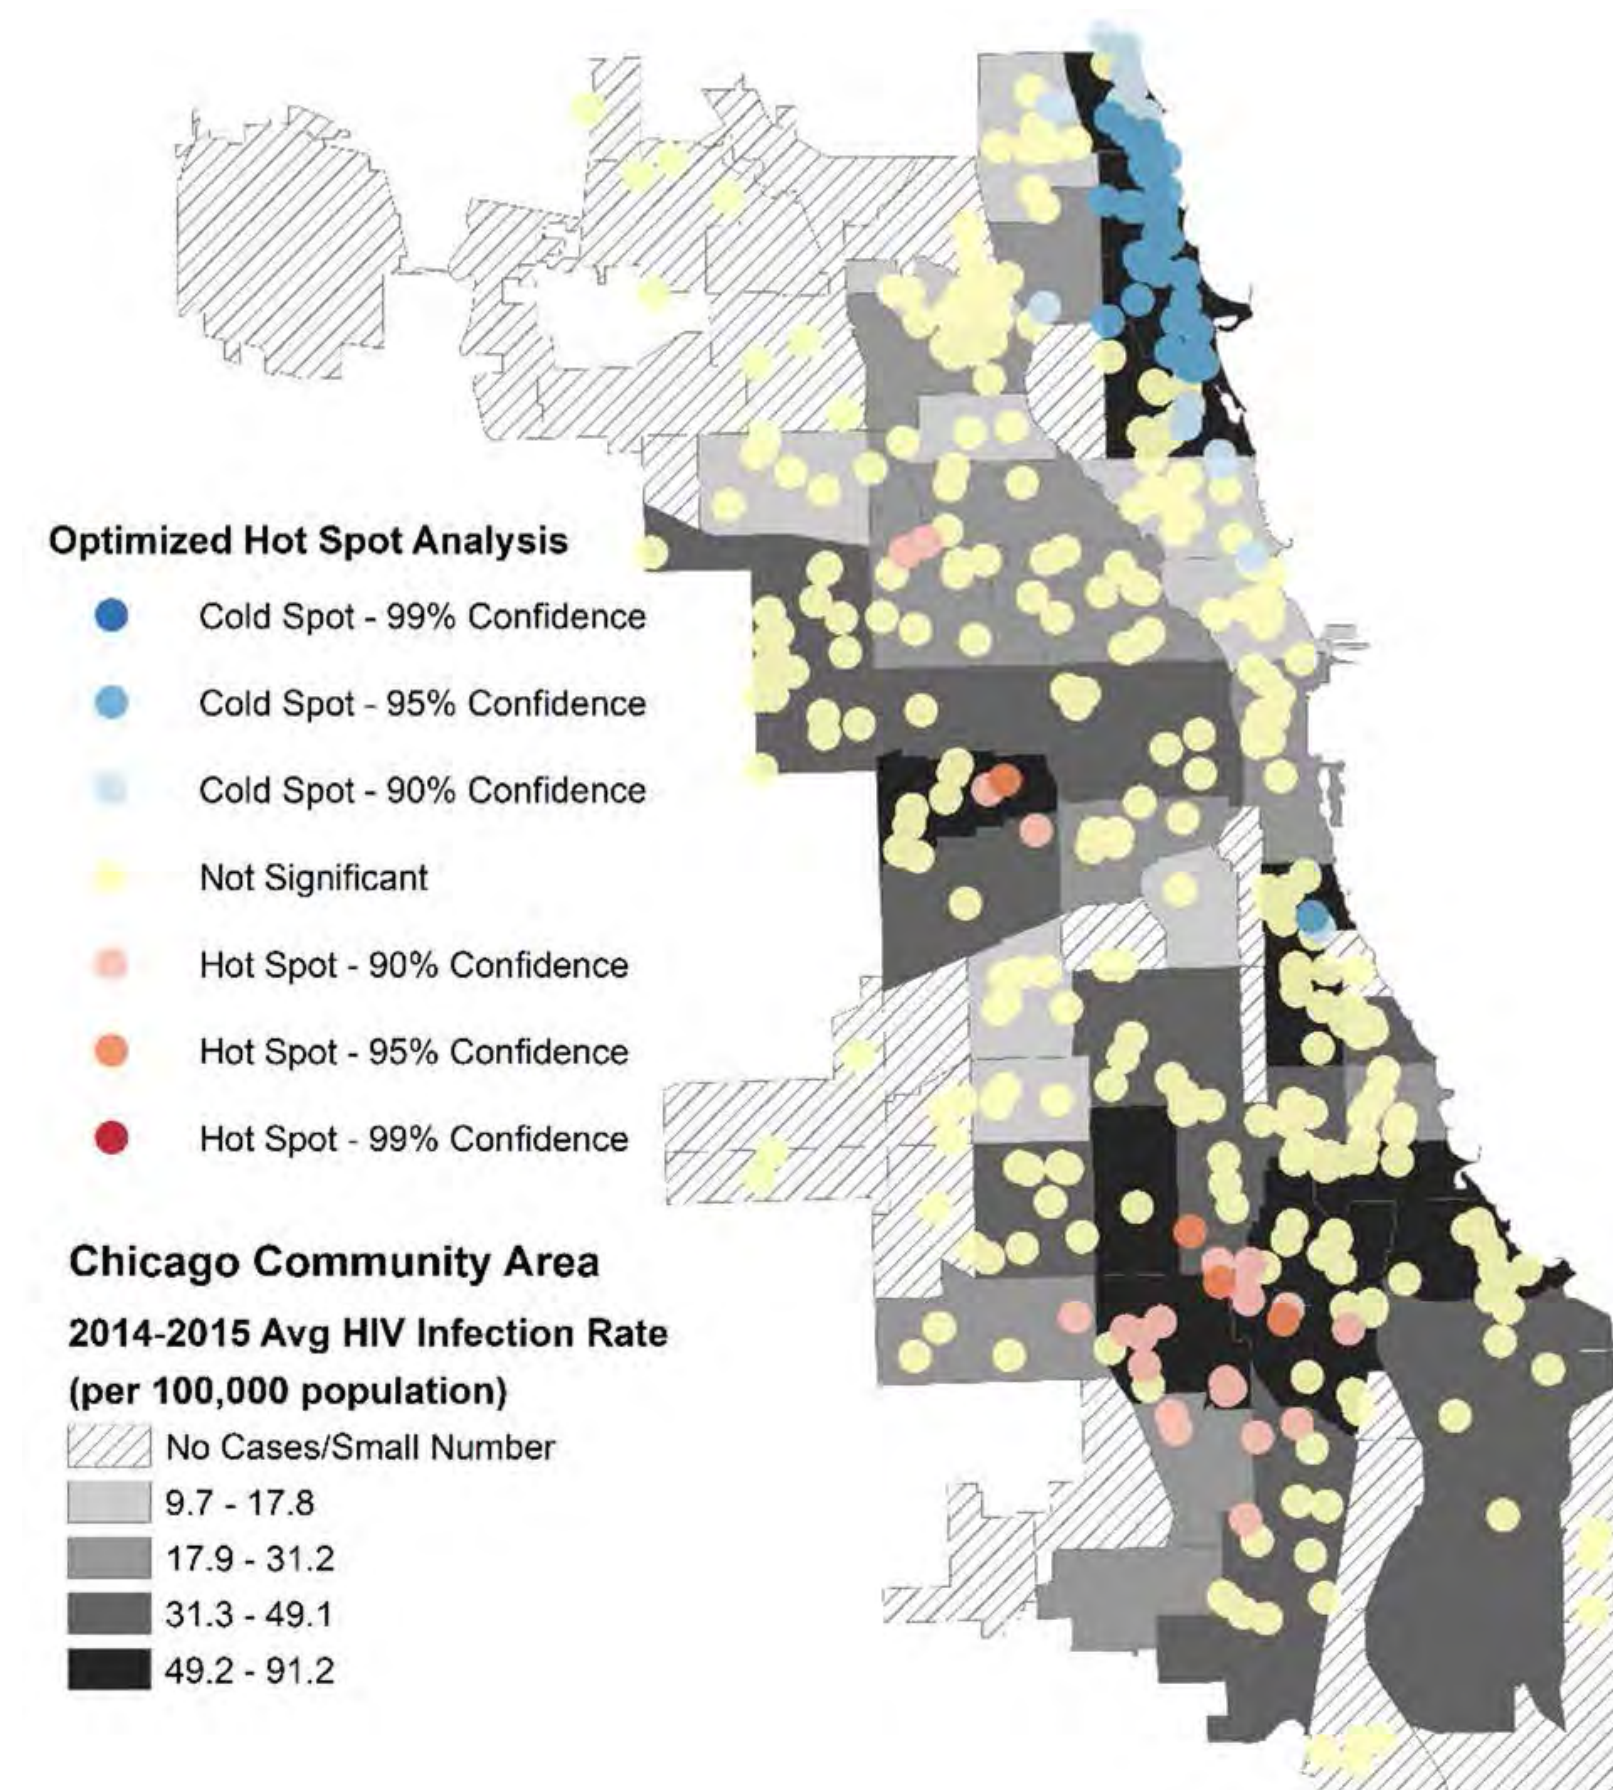 Optimized Hot Spot Analysis
Cold Spot - 99% Confidence
Cold Spot - 95% Confidence
Cold Spot - 90% Confidence
Not Significant
Hot Spot - 90% Confidence
Hot Spot - 95% Confidence
Hot Spot - 99% Confidence
Chicago Community Area
2014-2015 Avg HIV Infection Rate
(per 100,000 population)
No Cases/Small Number
9.7 - 17.8
17.9 - 31.2
31.3 - 49.1
49.2 - 91.2